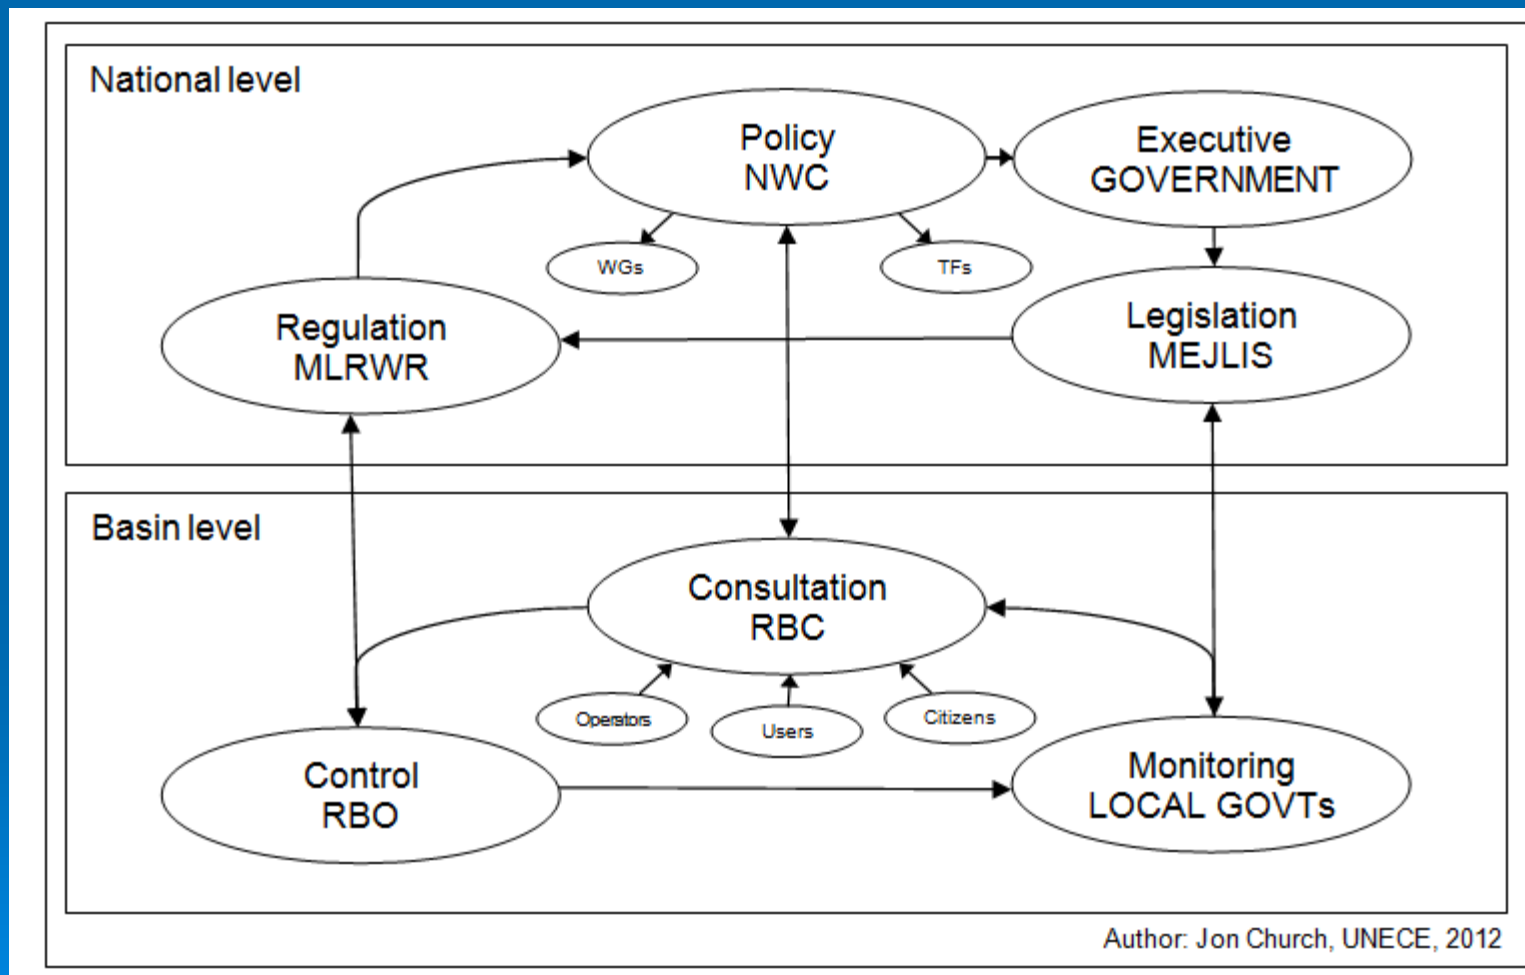 National level
Policy
NWC
Executive
GOVERNMENT
WGs
TFs
Regulation
MLRWR
Legislation
MEJLIS
Basin level
Consultation
RBC
Operators
Users
Citizens
Control
RBO
Monitoring
LOCAL GOVTs
Author: Jon Church, UNECE, 2012